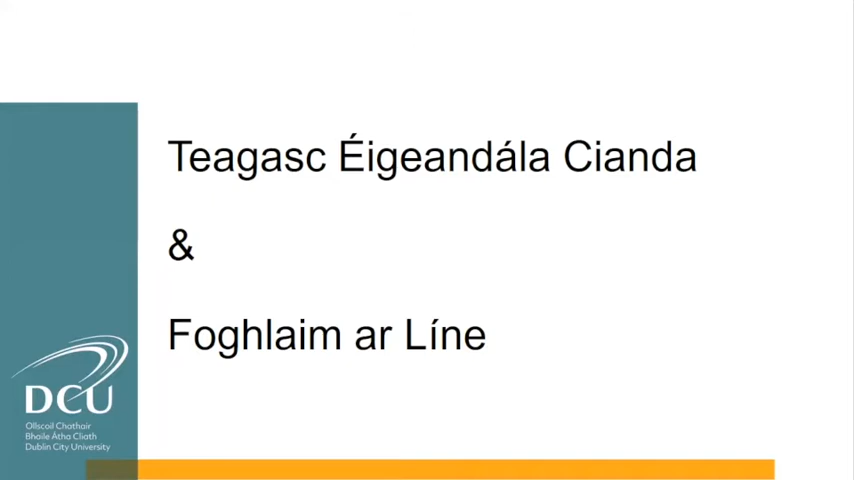 Teagasc Éigeandála Cianda
&
Foghlaim ar Líne
DCU
Ollscoil Chathair
Bhaile Átha Cliath
Dublin City University